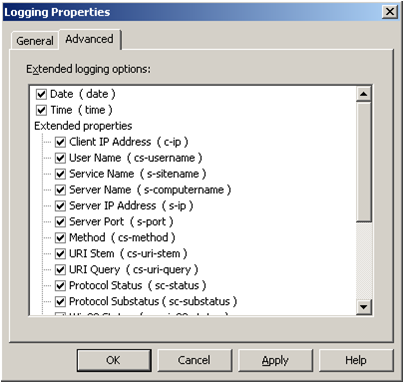 Logging Properties
General
Advanced
Extended logging options:
Date ( date )
Time ( time )
Extended properties
Client IP Address ( c-ip )
User Name ( cs-username )
Service Name ( s-sitename )
Server Name ( s-computername )
Server IP Address ( s-ip )
Server Port ( s-port )
Method ( cs-method )
URI Stem ( cs-uri-stem )
URI Query ( cs-uri-query )
Protocol Status ( sc-status )
Protocol Substatus ( sc-substatus )
OK
Cancel
Apply
Help